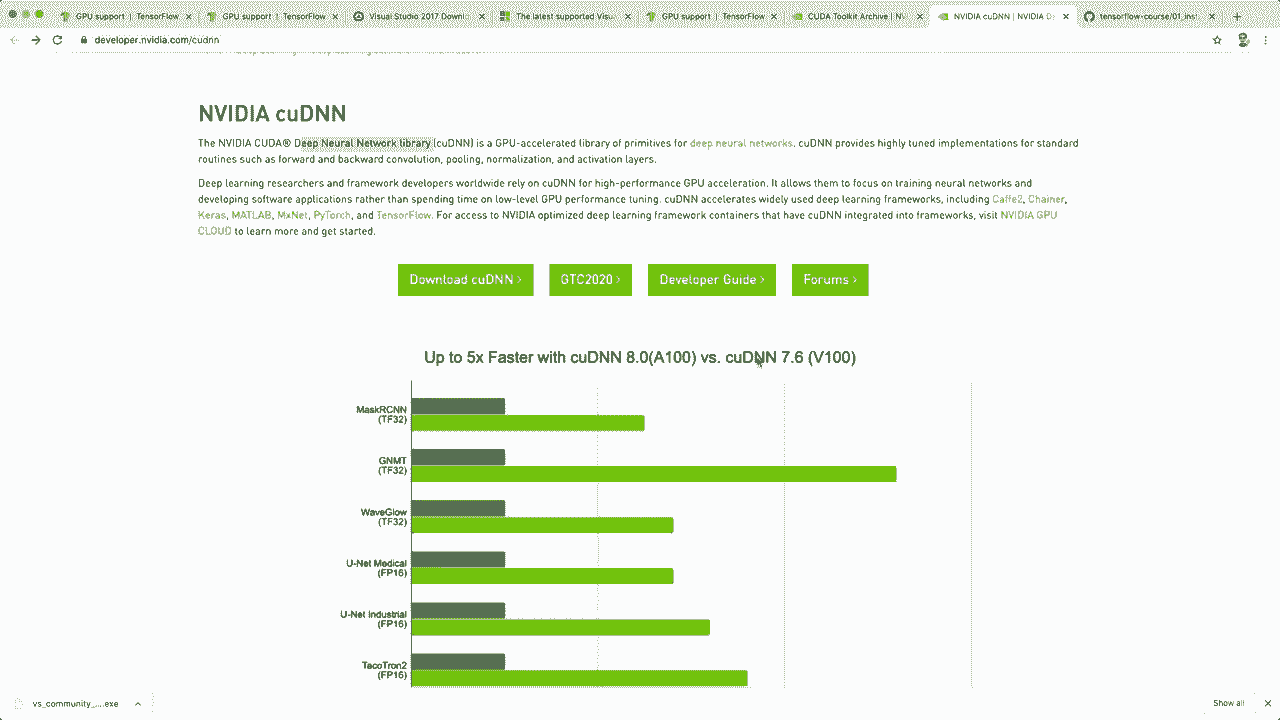 GPU support | TensorFlow
GPU support | TensorFlow
Visual Studio 2017 Downl
The latest supported Visu
GPU support | TensorFlow
CUDA Toolkit Archive | N
NVIDIA cuDNN | NVIDIA De
tensorflow-course/01_inst
developer.nvidia.com/cudnn
NVIDIA cuDNN
The NVIDIA CUDA® Deep Neural Network library (cuDNN) is a GPU-accelerated library of primitives for deep neural networks. cuDNN provides highly tuned implementations for standard
routines such as forward and backward convolution, pooling, normalization, and activation layers.
Deep learning researchers and framework developers worldwide rely on cuDNN for high-performance GPU acceleration. It allows them to focus on training neural networks and
developing software applications rather than spending time on low-level GPU performance tuning. cuDNN accelerates widely used deep learning frameworks, including Caffe2, Chainer,
Keras, MATLAB, MxNet, PyTorch, and TensorFlow. For access to NVIDIA optimized deep learning framework containers that have cuDNN integrated into frameworks, visit NVIDIA GPU
CLOUD to learn more and get started.
Download cuDNN › GTC2020 › Developer Guide › Forums ›
Up to 5x Faster with cuDNN 8.0(A100) vs. cuDNN 7.6 (V100)
MaskRCNN
(TF32)
GNMT
(TF32)
WaveGlow
(TF32)
U-Net Medical
(FP16)
U-Net Industrial
(FP16)
TacoTron2
(FP16)
vs_community_....exe
Show all